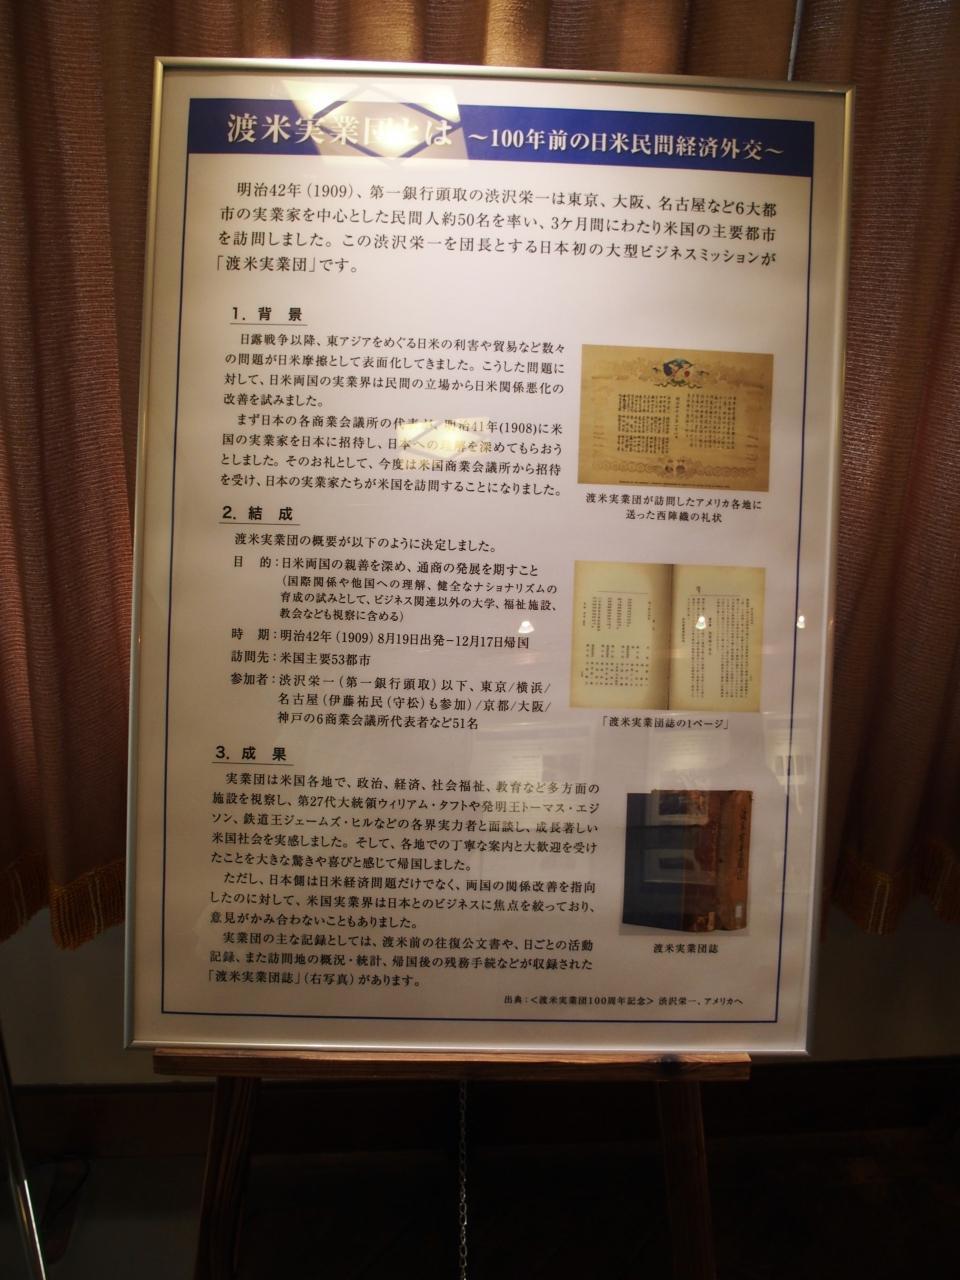 渡米実業団とは ～100年前の日米民間経済外交～
明治42年（1909）、第一銀行頭取の渋沢栄一は東京、大阪、名古屋など6大都
市の実業家を中心とした民間人約50名を率い、3ケ月間にわたり米国の主要都市
を訪問しました。この渋沢栄一を団長とする日本初の大型ビジネスミッションが
「渡米実業団」です。
1. 背 景
日露戦争以降、東アジアをめぐる日米の利害や貿易など数々
の問題が日米摩擦として表面化してきました。こうした問題に
対して、日米両国の実業界は民間の立場から日米関係悪化の
改善を試みました。
まず日本の各商業会議所の代表が、明治41年(1908)に米
国の実業家を日本に招待し、日本への理解を深めてもらおう
としました。そのお礼として、今度は米国商業会議所から招待
を受け、日本の実業家たちが米国を訪問することになりました。
渡米実業団が訪問したアメリカ各地に
送った西陣織の礼状
2. 結 成
渡米実業団の概要が以下のように決定しました。
目 的：日米両国の親善を深め、通商の発展を期すこと
（国際関係や他国への理解、健全なナショナリズムの
育成の試みとして、ビジネス関連以外の大学、福祉施設、
教会なども視察に含める）
時 期：明治42年（1909）8月19日出発−12月17日帰国
訪問先：米国主要53都市
参加者：渋沢栄一（第一銀行頭取）以下、東京/横浜/
名古屋（伊藤祐民（守松）も参加）/京都/大阪/
神戸の6商業会議所代表者など51名
「渡米実業団誌の1ページ」
3. 成 果
実業団は米国各地で、政治、経済、社会福祉、教育など多方面の
施設を視察し、第27代大統領ウィリアム・タフトや発明王トーマス・エジ
ソン、鉄道王ジェームズ・ヒルなどの各界実力者と面談し、成長著しい
米国社会を実感しました。そして、各地での丁寧な案内と大歓迎を受け
たことを大きな驚きや喜びと感じて帰国しました。
ただし、日本側は日米経済問題だけでなく、両国の関係改善を指向
したのに対して、米国実業界は日本とのビジネスに焦点を絞っており、
意見がかみ合わないこともありました。
実業団の主な記録としては、渡米前の往復公文書や、日ごとの活動
記録、また訪問地の概況・統計、帰国後の残務手続などが収録された
「渡米実業団誌」（右写真）があります。
渡米実業団誌
出典：＜渡米実業団100周年記念＞ 渋沢栄一、アメリカへ